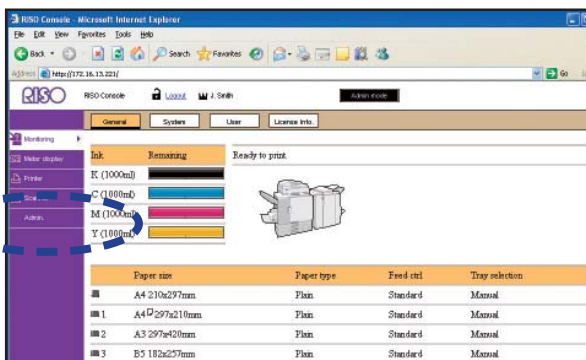 RISO Console - Microsoft Internet Explorer
File Edit View Favorites Tools Help
Back Search Favorites
Address http://172.16.13.221/ Go
RISO RISO Console Logout J. Smith Admin mode
General System User License Info.
Monitoring
Meter display
Printer
Admin.
Ink Remaining Ready to print
K (1000ml)
C (1000ml)
M (1000ml)
Y (1000ml)
Paper size Paper type Feed ctrl Tray selection
A4 210x297mm Plain Standard Manual
1 A4 297x210mm Plain Standard Manual
2 A3 297x420mm Plain Standard Manual
3 B5 182x257mm Plain Standard Manual